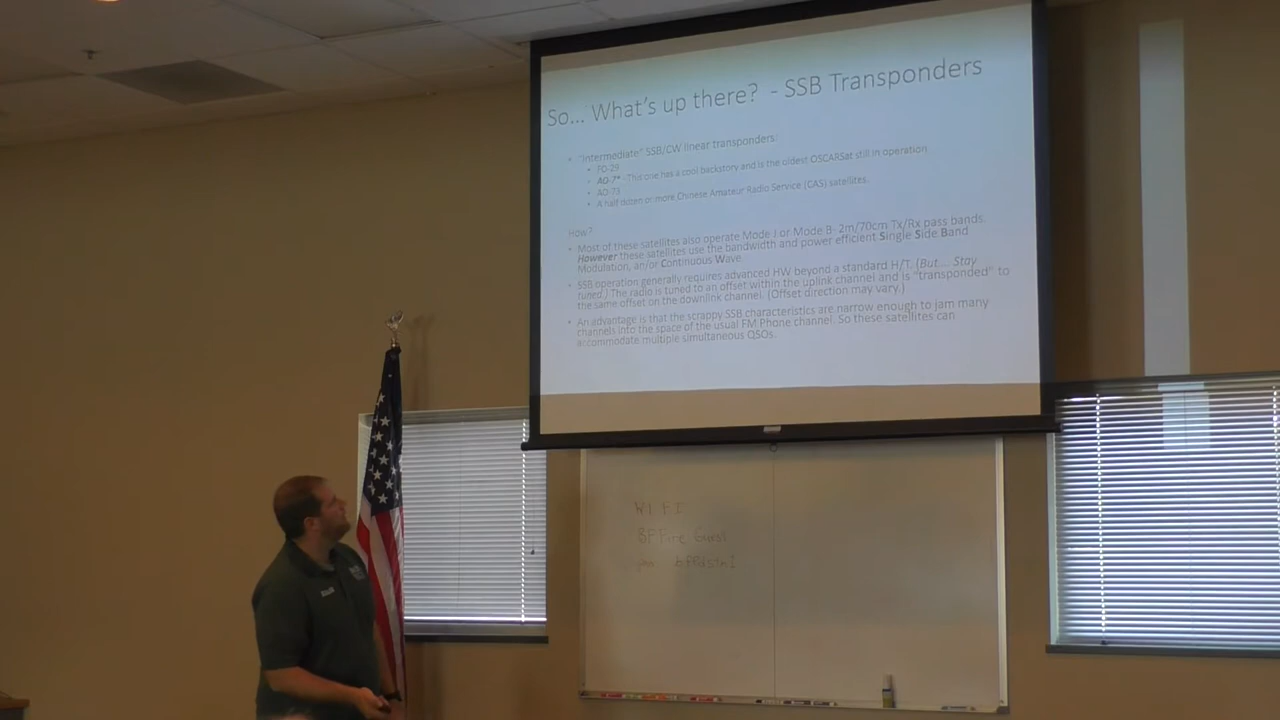 So... What's up there? - SSB Transponders
• "Intermediate" SSB/CW linear transponders:
• FO-29
• AO-7* - This one has a cool backstory and is the oldest OSCARSat still in operation
• AO-73
• A half dozen or more Chinese Amateur Radio Service (CAS) satellites.
How?
• Most of these satellites also operate Mode J or Mode B- 2m/70cm Tx/Rx pass bands.
However these satellites use the bandwidth and power efficient Single Side Band
Modulation, an/or Continuous Wave
• SSB operation generally requires advanced HW beyond a standard H/T. (But.... Stay
tuned.) The radio is tuned to an offset within the uplink channel and is "transponded" to
the same offset on the downlink channel. (Offset direction may vary.)
• An advantage is that the scrappy SSB characteristics are narrow enough to jam many
channels into the space of the usual FM Phone channel. So these satellites can
accommodate multiple simultaneous QSOs.
WI FI
BF Fire Guest